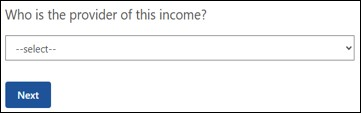 Who is the provider of this income?
--select--
Next